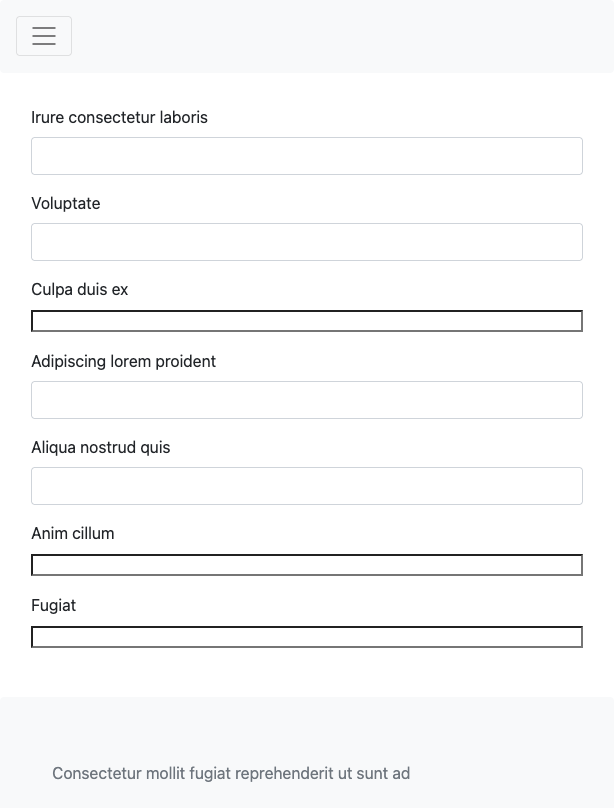 Irure consectetur laboris
Voluptate
Culpa duis ex
Adipiscing lorem proident
Aliqua nostrud quis
Anim cillum
Fugiat
Consectetur mollit fugiat reprehenderit ut sunt ad